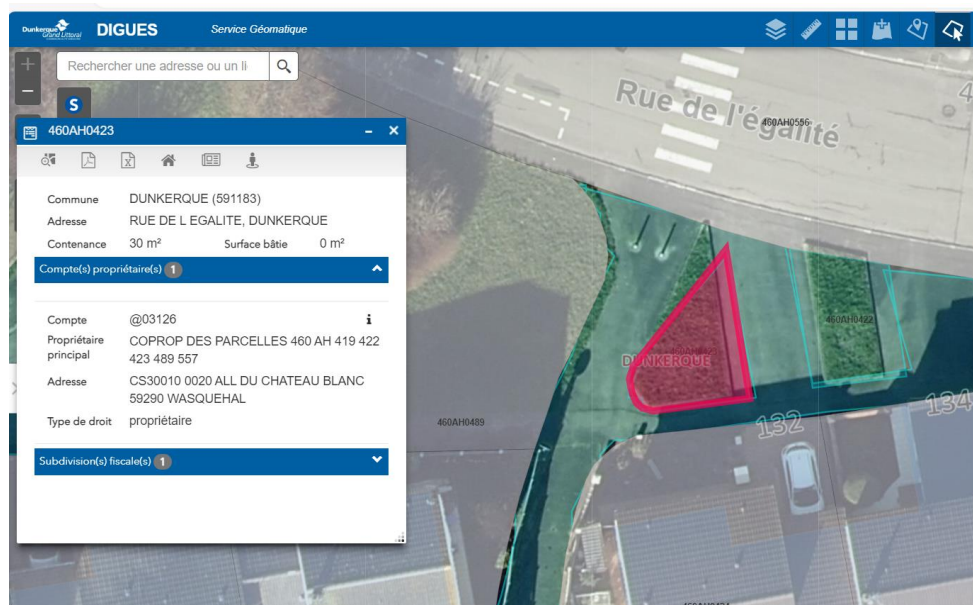 Dunkerque Grand Littoral
DIGUES
Service Géomatique
Rechercher une adresse ou un li
S
460AH0423
Commune DUNKERQUE (591183)
Adresse RUE DE L EGALITE, DUNKERQUE
Contenance 30 m² Surface bâtie 0 m²
Compte(s) propriétaire(s) 1
Compte @03126 i
Propriétaire principal COPROP DES PARCELLES 460 AH 419 422 423 489 557
Adresse CS30010 0020 ALL DU CHATEAU BLANC 59290 WASQUEHAL
Type de droit propriétaire
Subdivision(s) fiscale(s) 1
Rue de l'égalité
460AH0556
4
460AH0422
DUNKERQUE
460AH0489
132
134